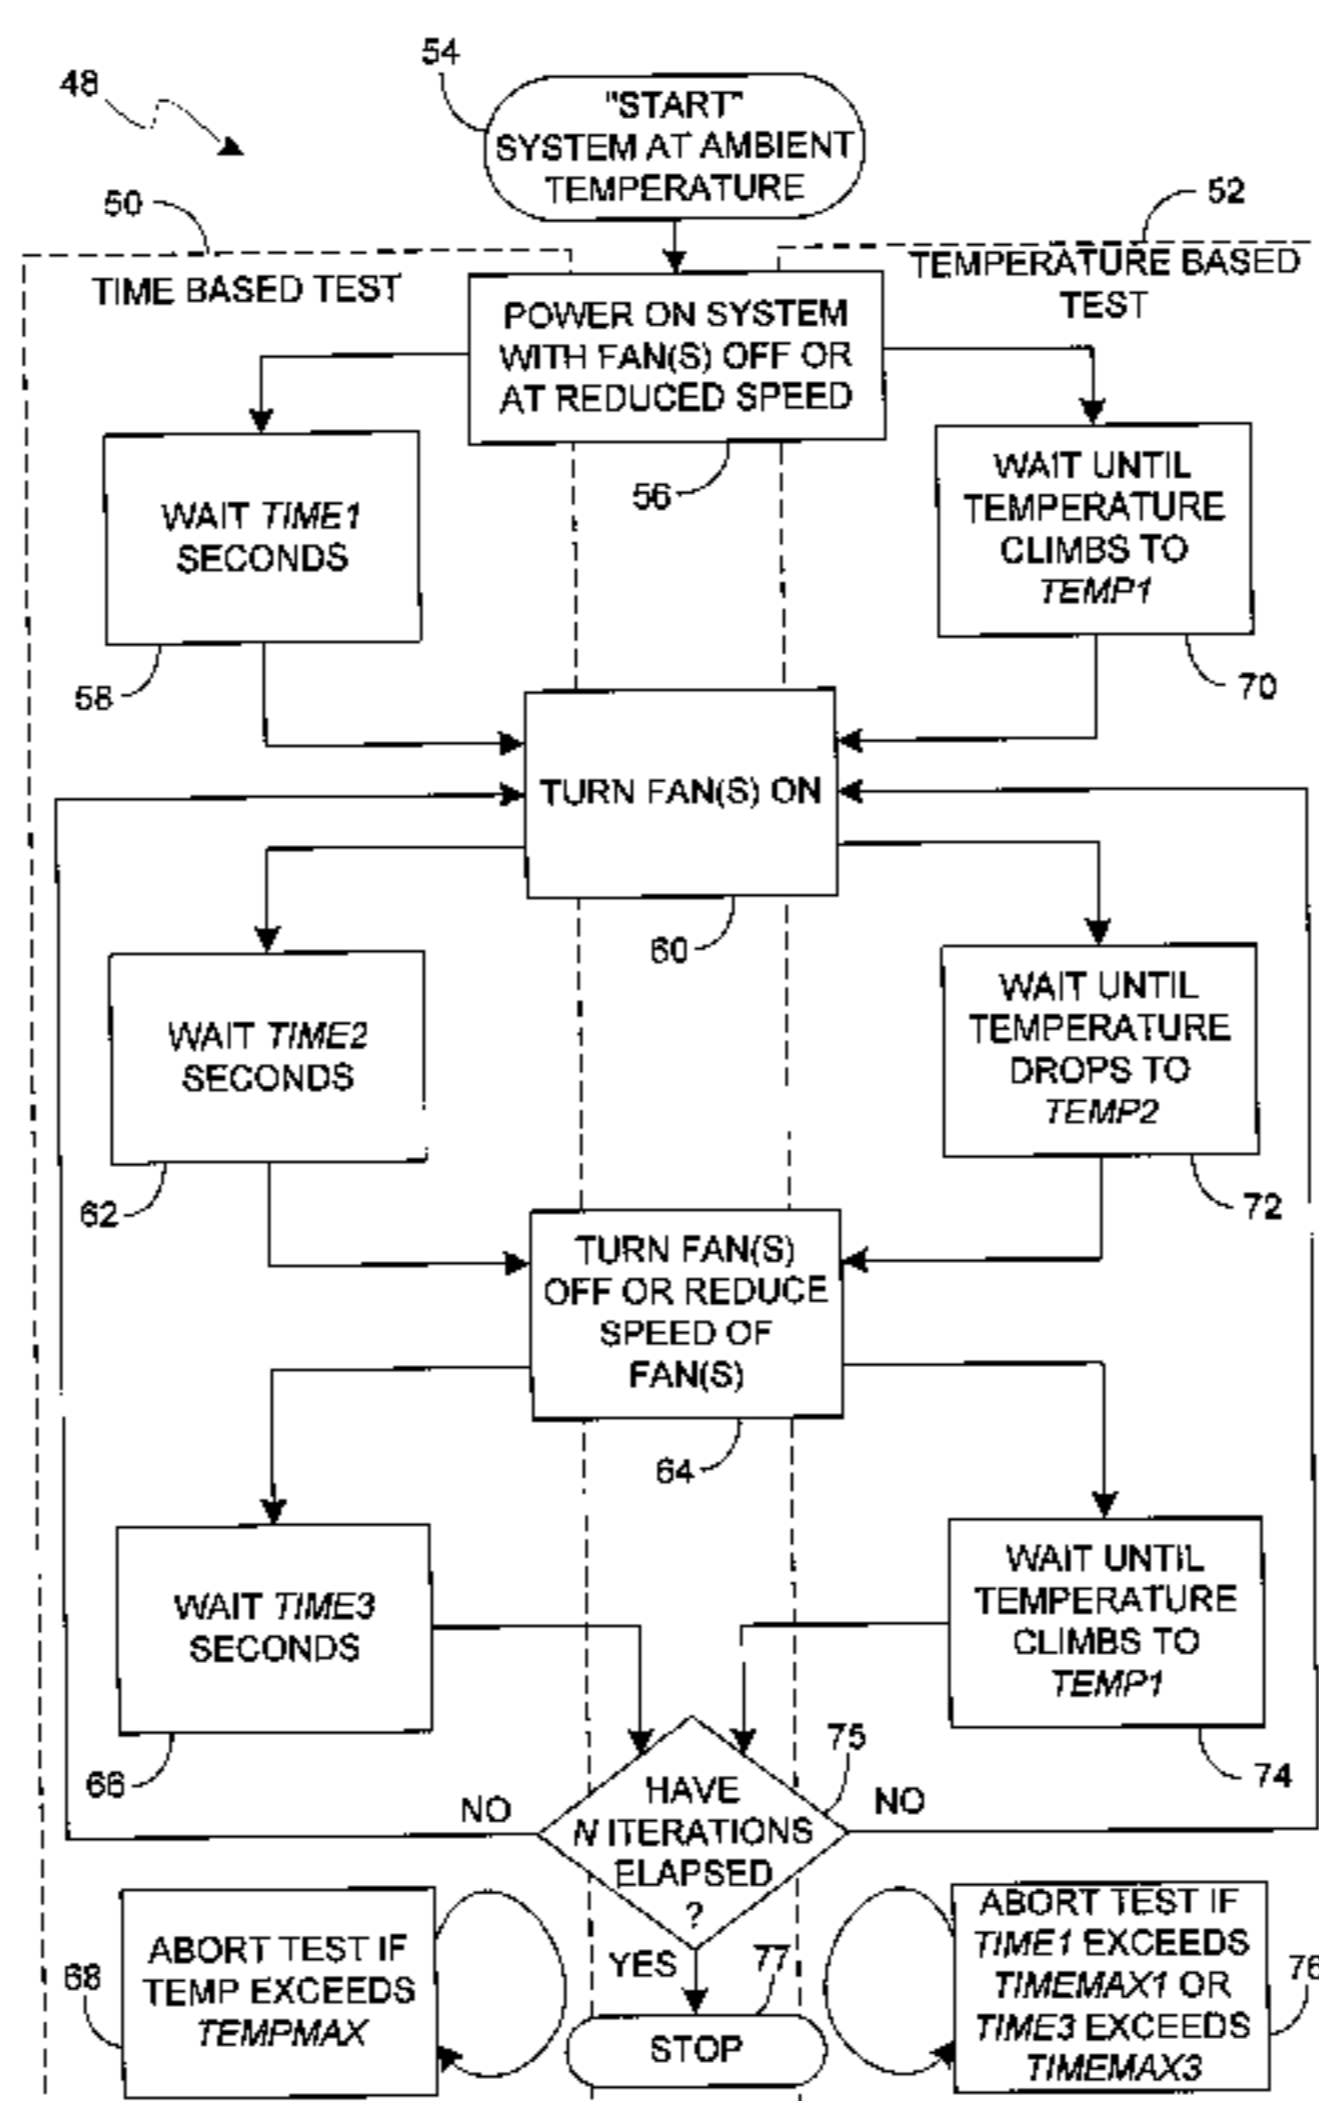 54
48
"START"
SYSTEM AT AMBIENT
TEMPERATURE
50
52
TIME BASED TEST
TEMPERATURE BASED
TEST
POWER ON SYSTEM
WITH FAN(S) OFF OR
AT REDUCED SPEED
56
WAIT TIME1
SECONDS
58
WAIT UNTIL
TEMPERATURE
CLIMBS TO
TEMP1
70
TURN FAN(S) ON
60
WAIT TIME2
SECONDS
62
WAIT UNTIL
TEMPERATURE
DROPS TO
TEMP2
72
TURN FAN(S)
OFF OR REDUCE
SPEED OF
FAN(S)
64
WAIT TIME3
SECONDS
66
WAIT UNTIL
TEMPERATURE
CLIMBS TO
TEMP1
74
75
HAVE
N ITERATIONS
ELAPSED
?
NO
NO
YES
77
STOP
ABORT TEST IF
TEMP EXCEEDS
TEMPMAX
68
ABORT TEST IF
TIME1 EXCEEDS
TIMEMAX1 OR
TIME3 EXCEEDS
TIMEMAX3
76